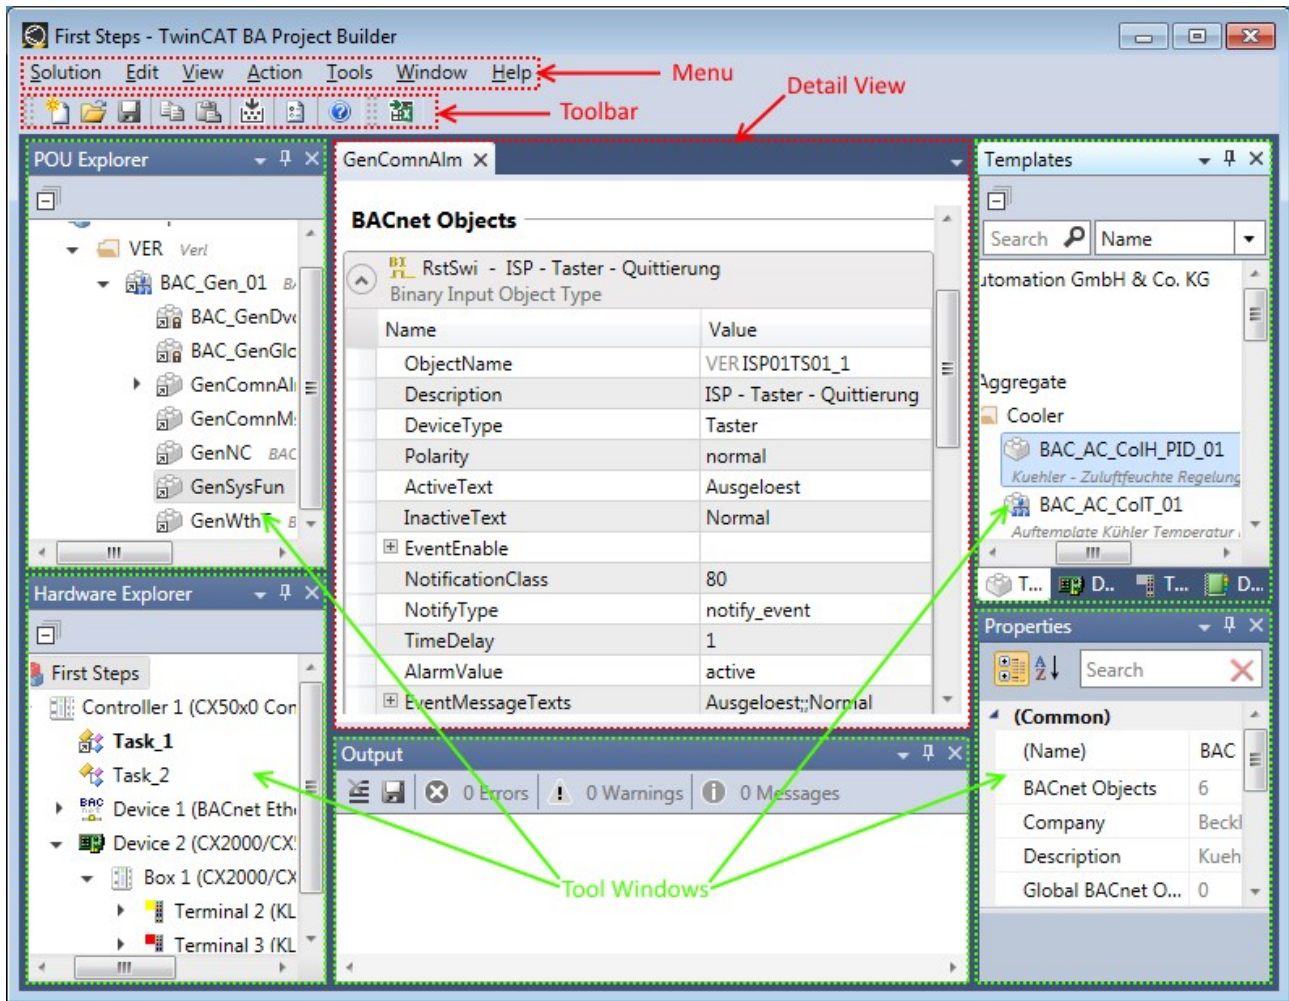 First Steps - TwinCAT BA Project Builder
Solution Edit View Action Tools Window Help
Menu
Detail View
Toolbar
POU Explorer
VER Verl
BAC_Gen_01
BAC_GenDv
BAC_GenGlc
GenComnAl
GenComnM
GenNC BAC
GenSysFun
GenWth
Hardware Explorer
First Steps
Controller 1 (CX50x0 Con
Task_1
Task_2
BAC
Device 1 (BACnet Eth
Device 2 (CX2000/CX
Box 1 (CX2000/CX
Terminal 2 (KL
Terminal 3 (KL
GenComnAlm
BACnet Objects
BI
RstSwi - ISP - Taster - Quittierung
Binary Input Object Type
Name Value
ObjectName VER ISP01TS01_1
Description ISP - Taster - Quittierung
DeviceType Taster
Polarity normal
ActiveText Ausgeloest
InactiveText Normal
EventEnable
NotificationClass 80
NotifyType notify_event
TimeDelay 1
AlarmValue active
EventMessageTexts Ausgeloest;;Normal
Output
0 Errors 0 Warnings 0 Messages
Tool Windows
Templates
Search Name
utomation GmbH & Co. KG
Aggregate
Cooler
BAC_AC_ColH_PID_01
Kuehler - Zuluftfeuchte Regelung
BAC_AC_ColT_01
Auftemplate Kühler Temperatur
T... D.. T... D...
Properties
A
Z
Search
(Common)
(Name) BAC
BACnet Objects 6
Company Beckl
Description Kueh
Global BACnet O... 0